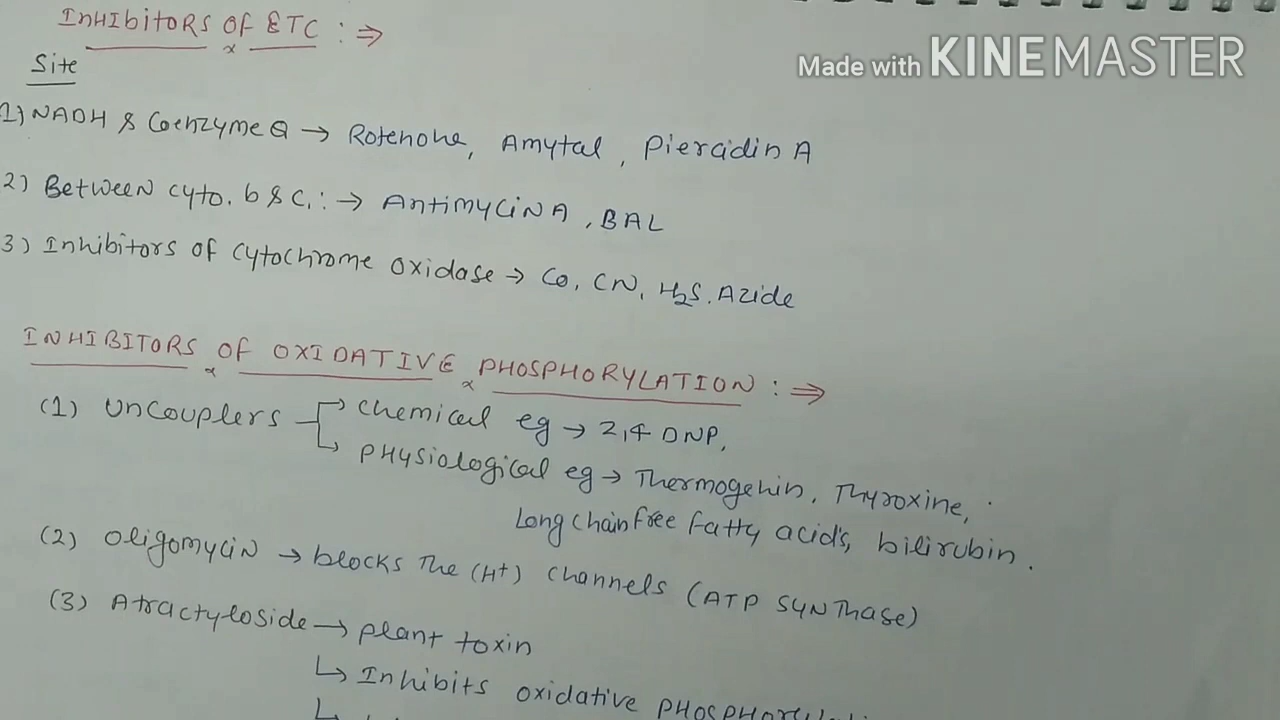 INHIBITORS OF ETC : ⇒
Made with KINEMASTER
Site
1) NADH & Coenzyme Q → Rotenone, Amytal, Pieradin A
2) Between cyto. b & C₁ : → Antimycin A, BAL
3) Inhibitors of cytochrome oxidase → CO, CN, H₂S. Azide
INHIBITORS OF OXIDATIVE PHOSPHORYLATION : ⇒
(1) Uncouplers → chemical eg → 2,4 DNP,
↳ PHYsiological eg → Thermogenin, Thyroxine,
Long chain free fatty acids, bilirubin.
(2) Oligomycin → blocks The (H⁺) channels (ATP SYNThase)
(3) Atractyloside → plant toxin
↳ Inhibits oxidative